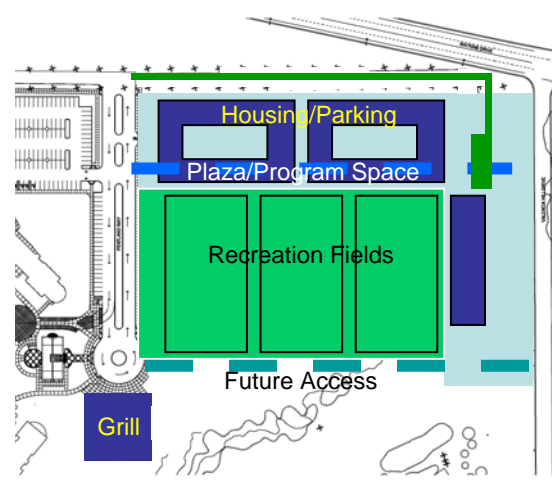 Housing/Parking
Plaza/Program Space
Recreation Fields
Future Access
Grill